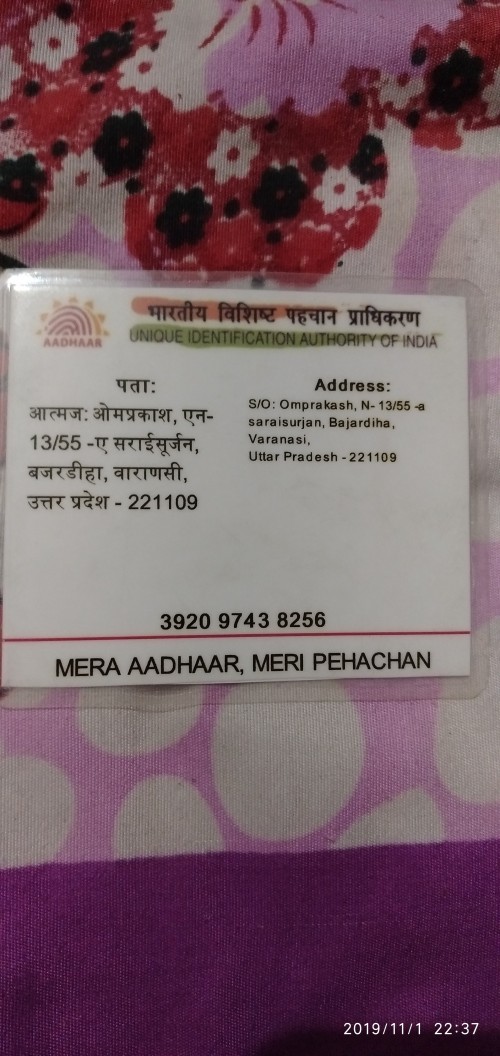 भारतीय विशिष्ट पहचान प्राधिकरण
AADHAAR
UNIQUE IDENTIFICATION AUTHORITY OF INDIA
पता:
आत्मज: ओमप्रकाश, एन-
13/55 -ए सराईसूर्जन,
बजरडीहा, वाराणसी,
उत्तर प्रदेश - 221109
Address:
S/O: Omprakash, N- 13/55 -a
saraisurjan, Bajardiha,
Varanasi,
Uttar Pradesh - 221109
3920 9743 8256
MERA AADHAAR, MERI PEHACHAN
2019/11/1 22:37